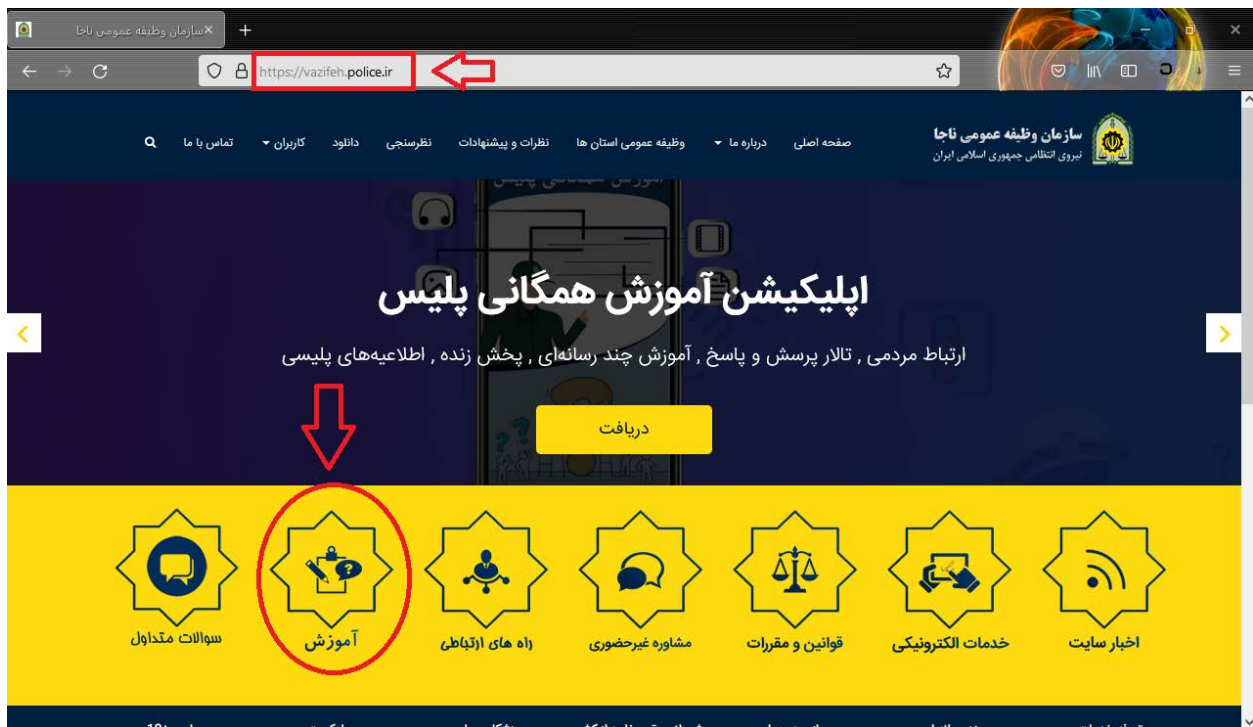 سازمان وظیفه عمومی ناجا
https://vazifeh.police.ir
سازمان وظیفه عمومی ناجا
نیروی انتظامی جمهوری اسلامی ایران
صفحه اصلی
درباره ما
وظیفه عمومی استان ها
نظرات و پیشنهادات
نظرسنجی
دانلود
کاربران
تماس با ما
آموزش همگانی پلیس
اپلیکیشن آموزش همگانی پلیس
ارتباط مردمی , تالار پرسش و پاسخ , آموزش چند رسانه‌ای , پخش زنده , اطلاعیه‌های پلیسی
دریافت
اخبار سایت
خدمات الکترونیکی
قوانین و مقررات
مشاوره غیرحضوری
راه های ارتباطی
آموزش
سوالات متداول